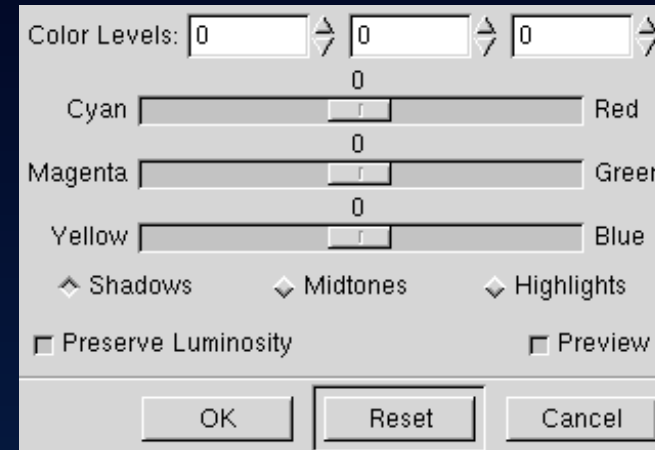 Color Levels: 0 0 0
0
Cyan Red
0
Magenta Green
0
Yellow Blue
Shadows Midtones Highlights
Preserve Luminosity Preview
OK Reset Cancel